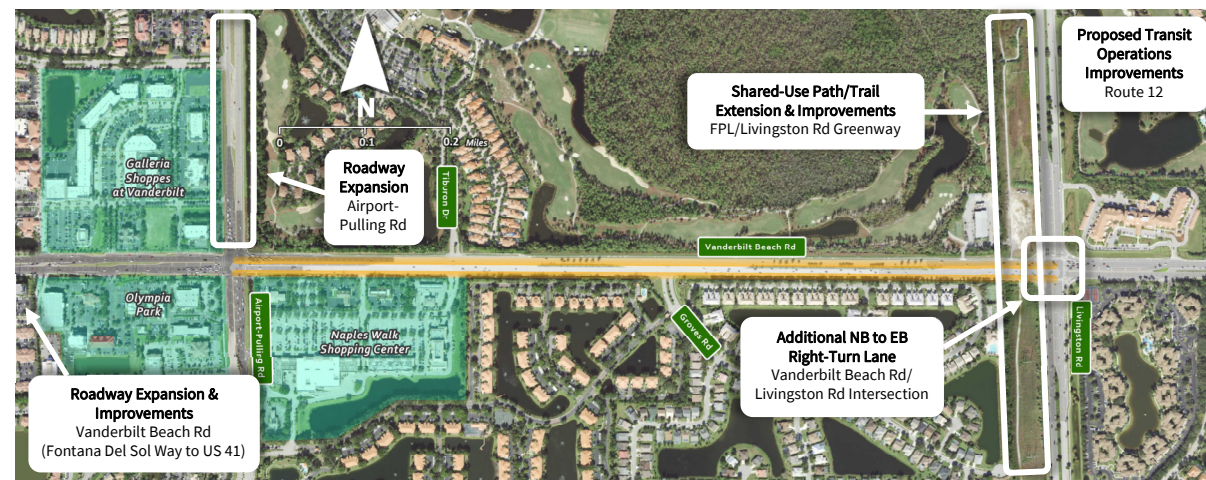 Proposed Transit
Operations
Improvements
Route 12
Shared-Use Path/Trail
Extension & Improvements
FPL/Livingston Rd Greenway
N
0
0.1
0.2 Miles
Galleria
Shoppes
at Vanderbilt
Roadway
Expansion
Airport-
Pulling Rd
Tiburon Dr
Vanderbilt Beach Rd
Olympia
Park
Airport-Pulling Rd
Naples Walk
Shopping Center
Groves Rd
Livingston Rd
Additional NB to EB
Right-Turn Lane
Vanderbilt Beach Rd/
Livingston Rd Intersection
Roadway Expansion &
Improvements
Vanderbilt Beach Rd
(Fontana Del Sol Way to US 41)